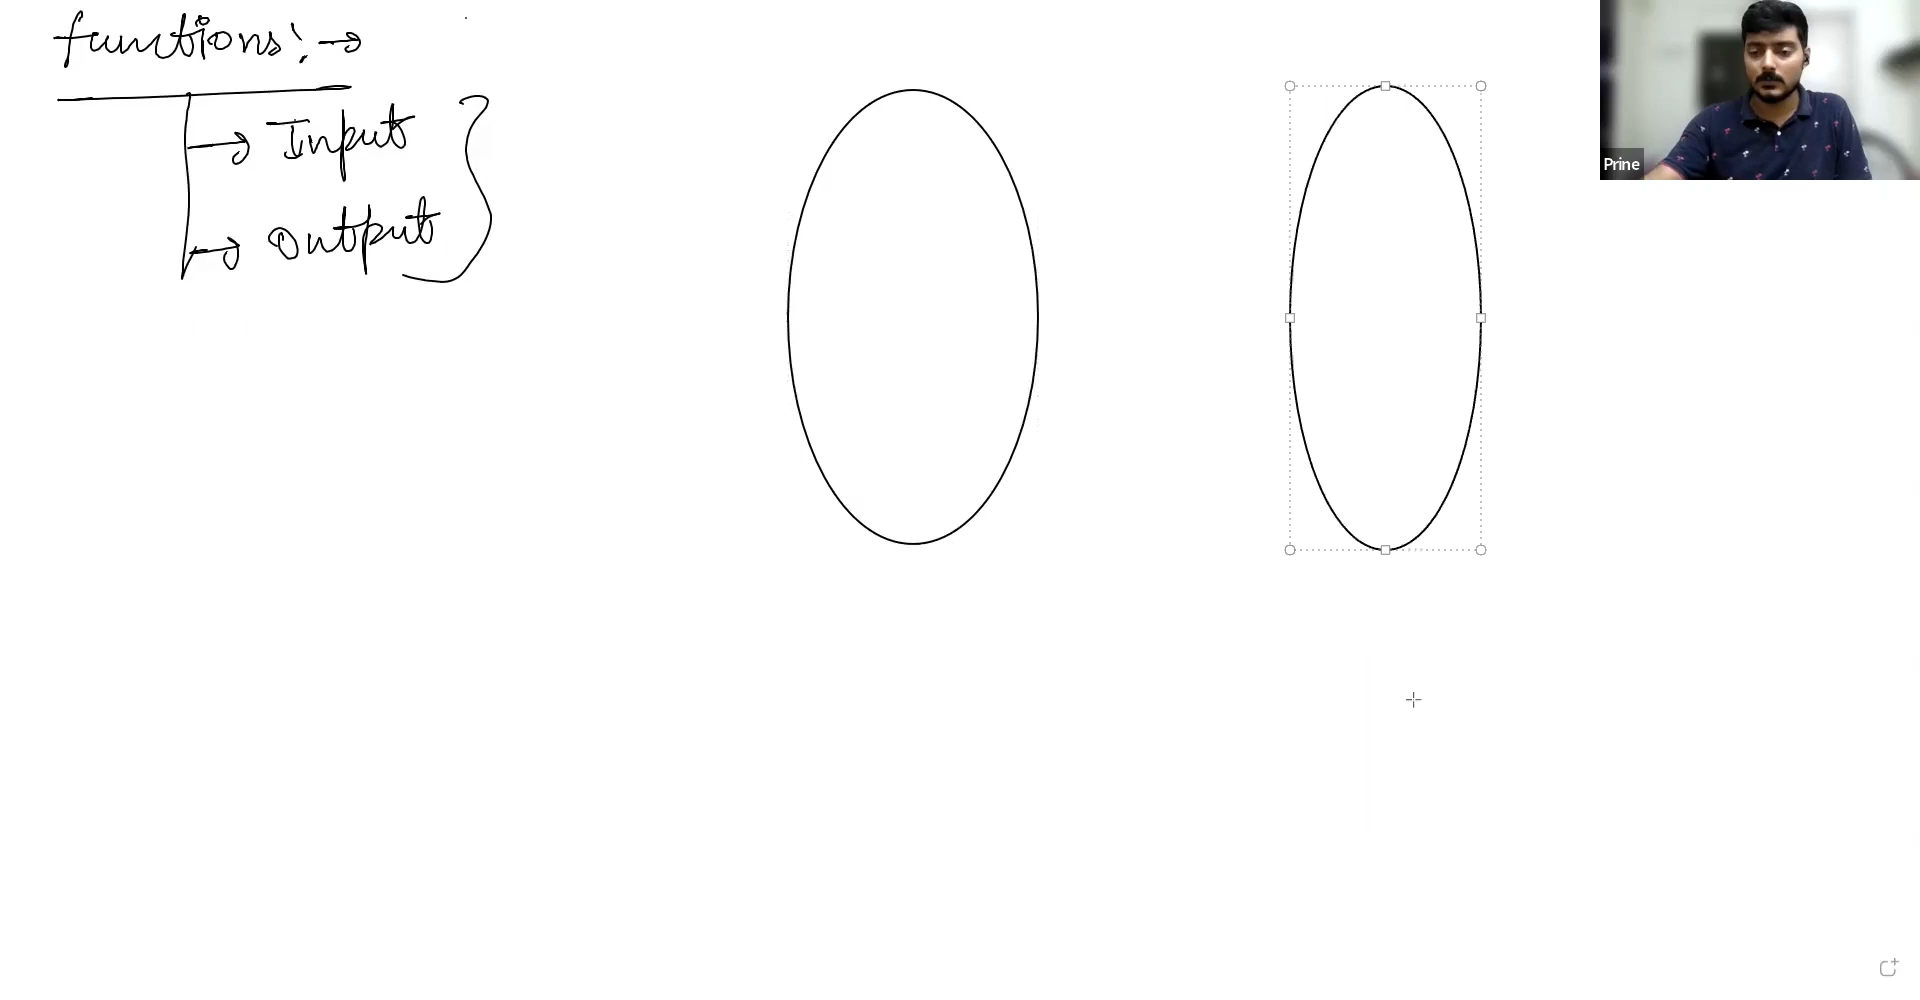 functions:→
→ Input
→ Output
Prine